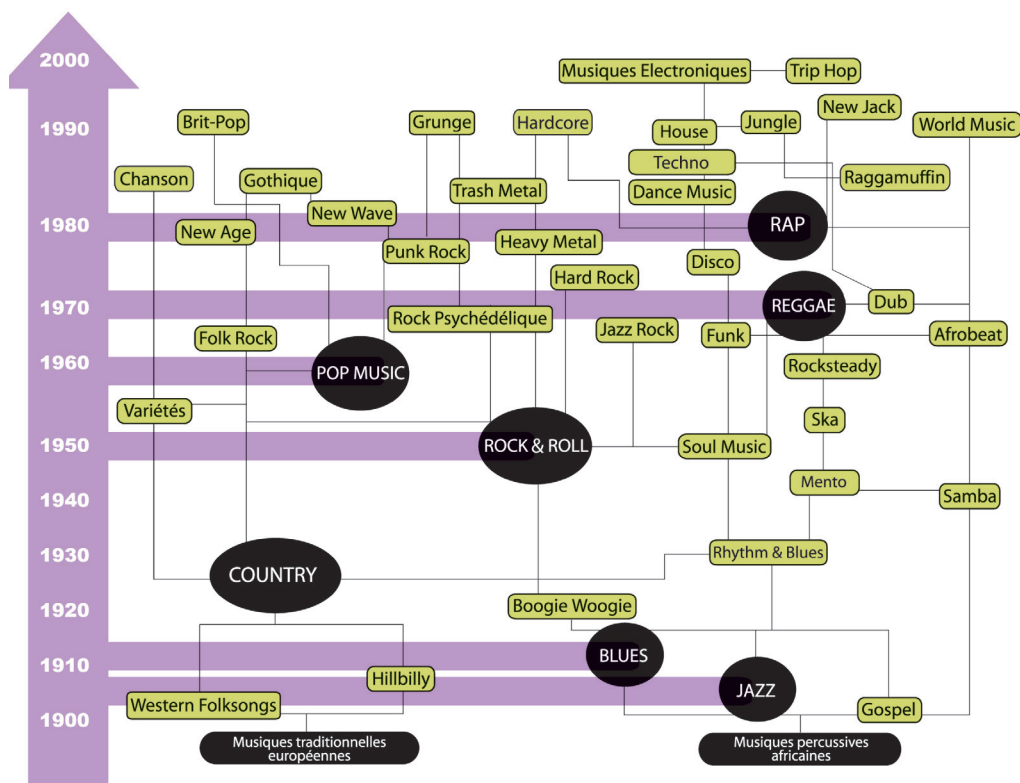 2000
Musiques Electroniques
Trip Hop
New Jack
1990
Brit-Pop
Grunge
Hardcore
House
Jungle
World Music
Techno
Chanson
Gothique
Trash Metal
Dance Music
Raggamuffin
New Wave
1980
New Age
RAP
Punk Rock
Heavy Metal
Disco
Hard Rock
1970
REGGAE
Dub
Rock Psychédélique
Jazz Rock
Funk
Afrobeat
Folk Rock
1960
POP MUSIC
Rocksteady
Variétés
Ska
1950
ROCK & ROLL
Soul Music
Mento
1940
Samba
1930
Rhythm & Blues
COUNTRY
1920
Boogie Woogie
1910
BLUES
Hillbilly
JAZZ
Western Folksongs
Gospel
1900
Musiques traditionnelles
européennes
Musiques percussives
africaines